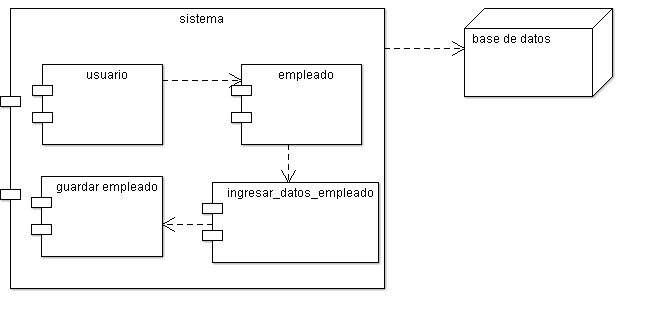 sistema
base de datos
usuario
empleado
guardar empleado
ingresar_datos_empleado